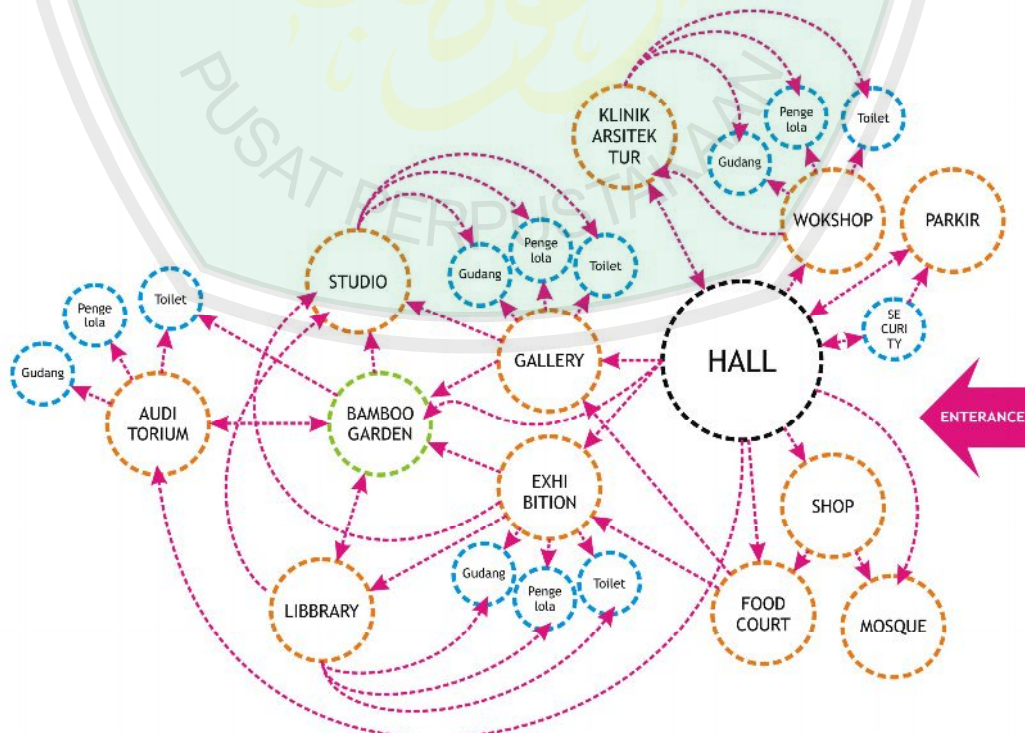 PUSAT PERPUSTAKAAN
KLINIK
ARSITEK
TUR
Gudang
Penge
lola
Toilet
WOKSHOP
PARKIR
STUDIO
Gudang
Penge
lola
Toilet
Gudang
Penge
lola
Toilet
AUDI
TORIUM
BAMBOO
GARDEN
GALLERY
HALL
SE
CURI
TY
ENTERANCE
EXHI
BITION
SHOP
Gudang
Penge
lola
Toilet
LIBBRARY
FOOD
COURT
MOSQUE